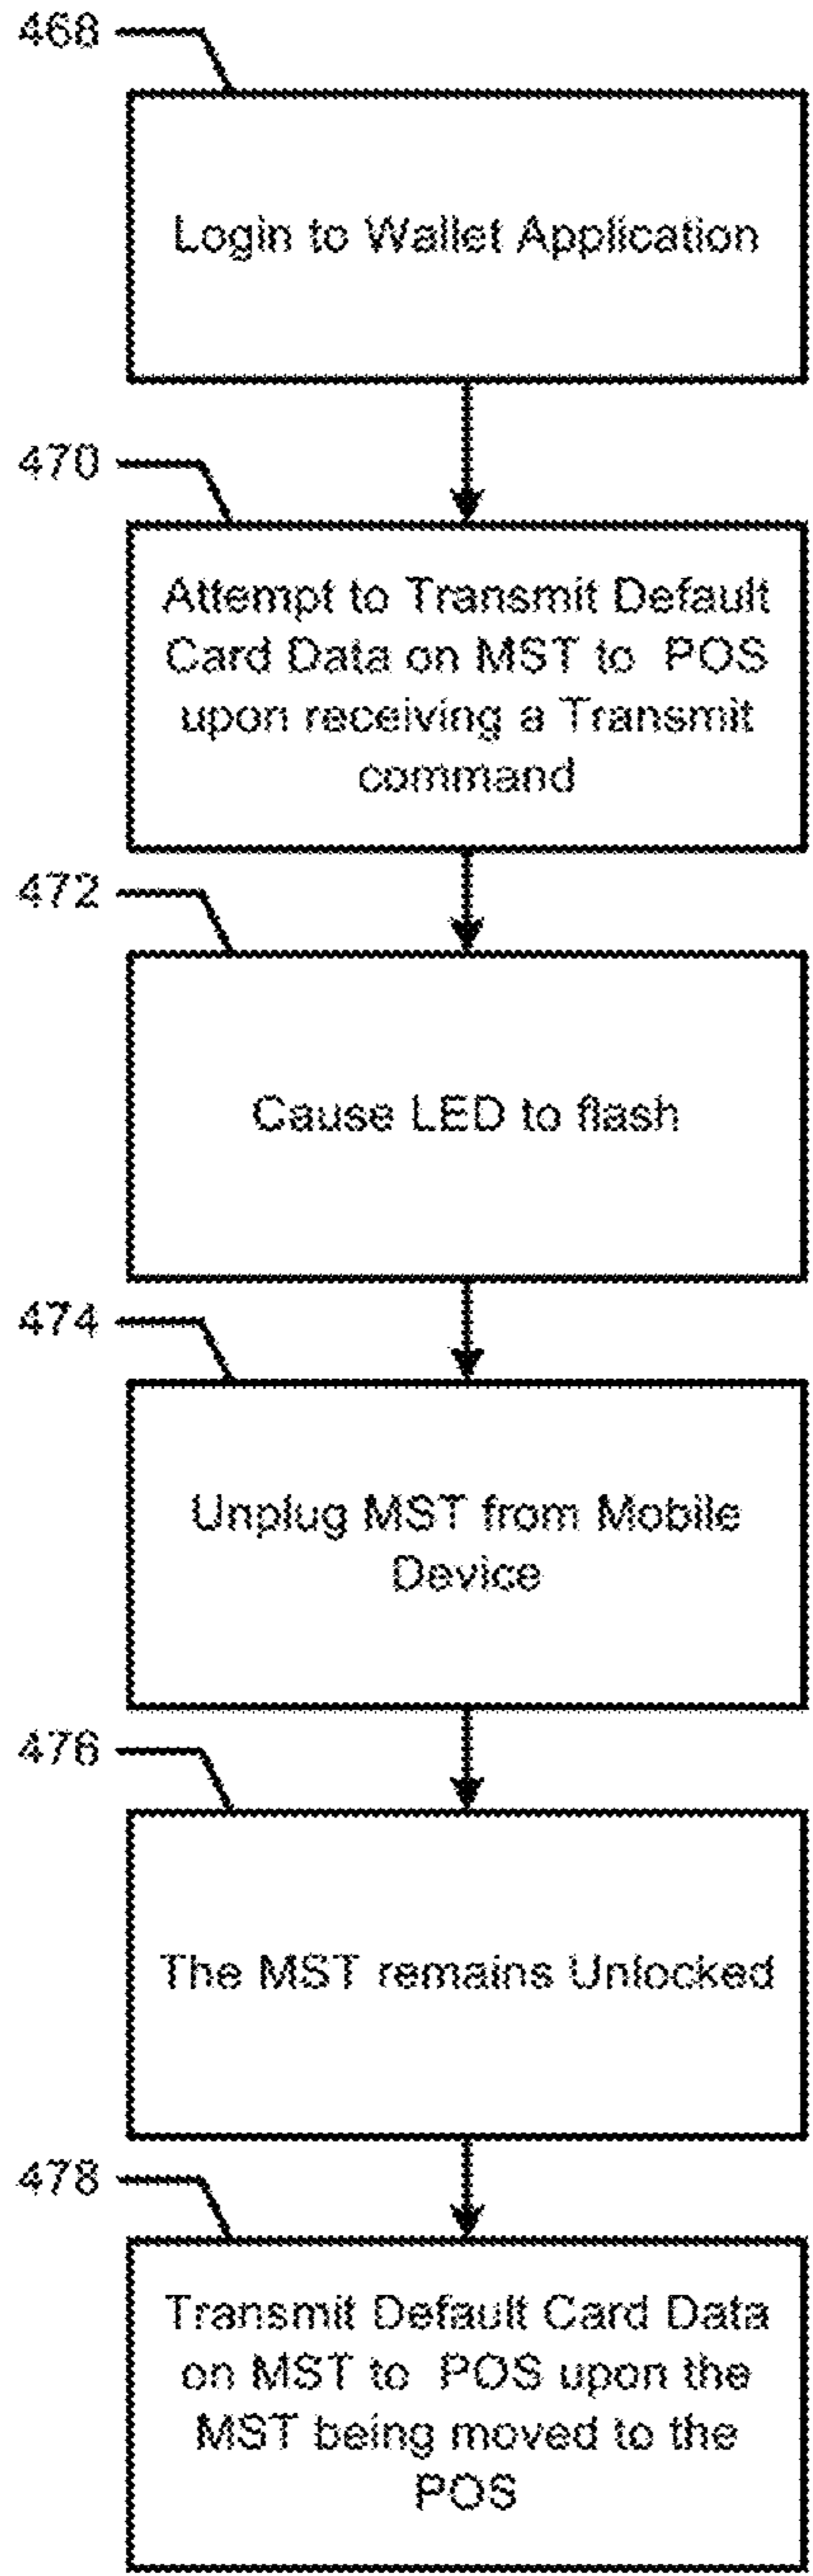 468
Login to Wallet Application
470
Attempt to Transmit Default
Card Data on MST to POS
upon receiving a Transmit
command
472
Cause LED to flash
474
Unplug MST from Mobile
Device
476
The MST remains Unlocked
478
Transmit Default Card Data
on MST to POS upon the
MST being moved to the
POS